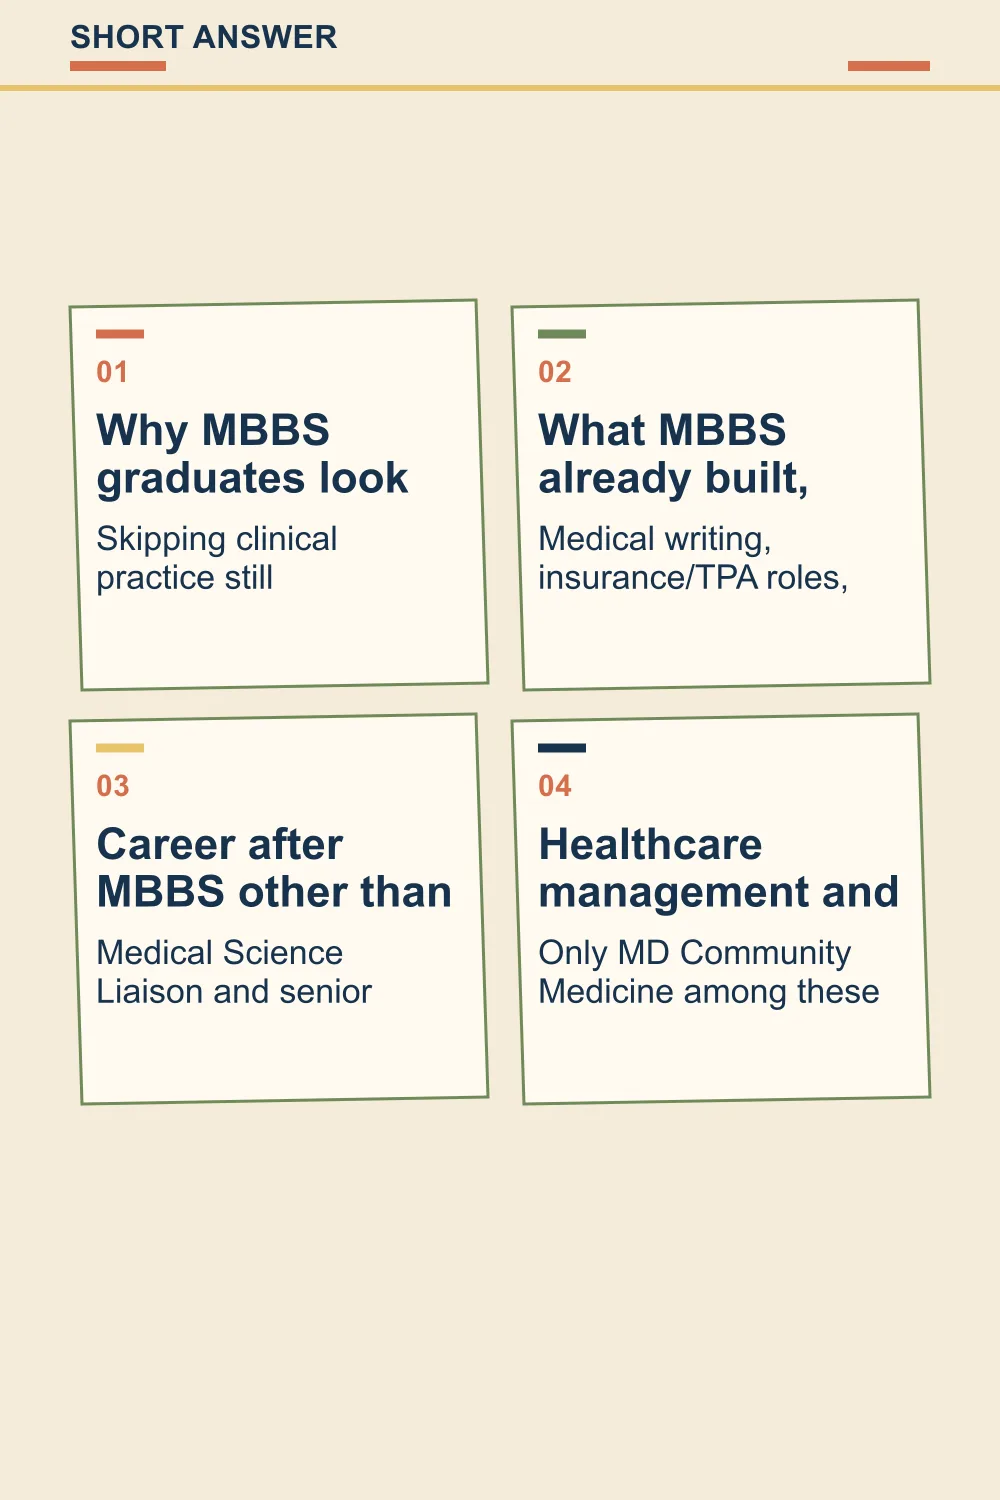 SHORT ANSWER
01
Why MBBS
graduates look
Skipping clinical
practice still
02
What MBBS
already built,
Medical writing,
insurance/TPA roles,
03
Career after
MBBS other than
Medical Science
Liaison and senior
04
Healthcare
management and
Only MD Community
Medicine among these